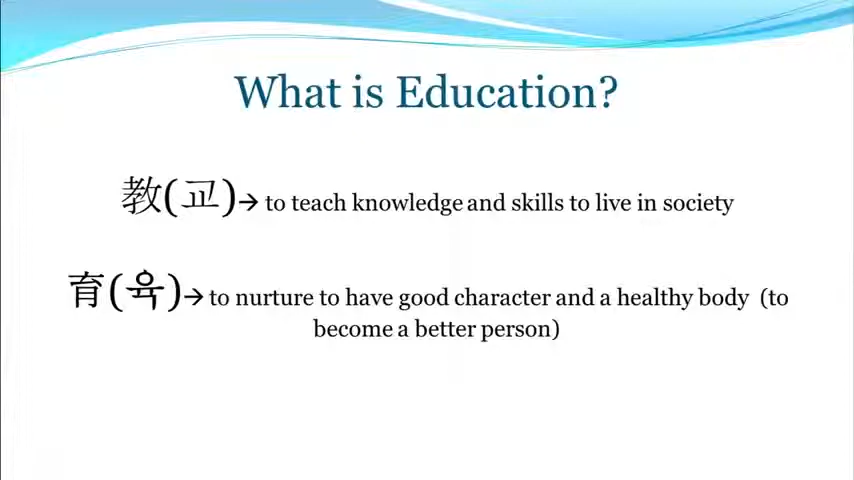 What is Education?
教(교)→ to teach knowledge and skills to live in society
育(육)→ to nurture to have good character and a healthy body (to
become a better person)